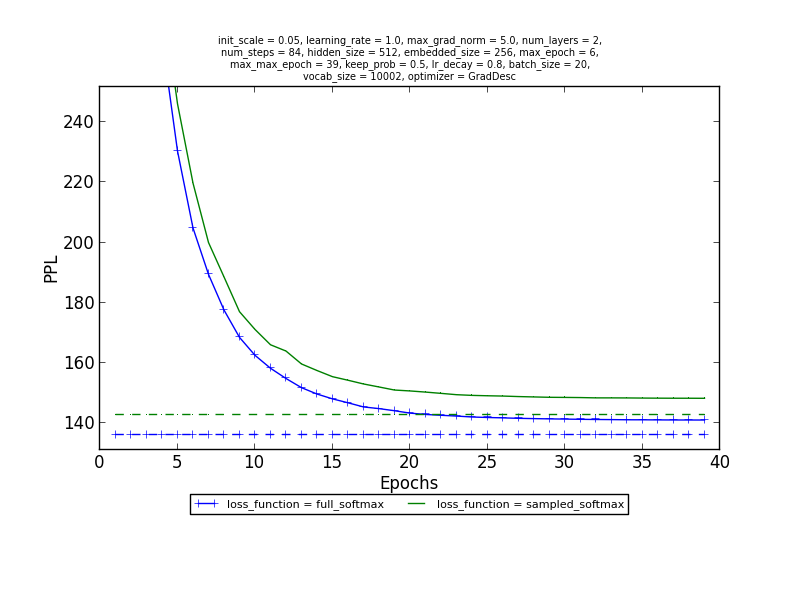 init_scale = 0.05, learning_rate = 1.0, max_grad_norm = 5.0, num_layers = 2,
num_steps = 84, hidden_size = 512, embedded_size = 256, max_epoch = 6,
max_max_epoch = 39, keep_prob = 0.5, lr_decay = 0.8, batch_size = 20,
vocab_size = 10002, optimizer = GradDesc
240
220
200
180
160
140
PPL
0 5 10 15 20 25 30 35 40
Epochs
loss_function = full_softmax loss_function = sampled_softmax